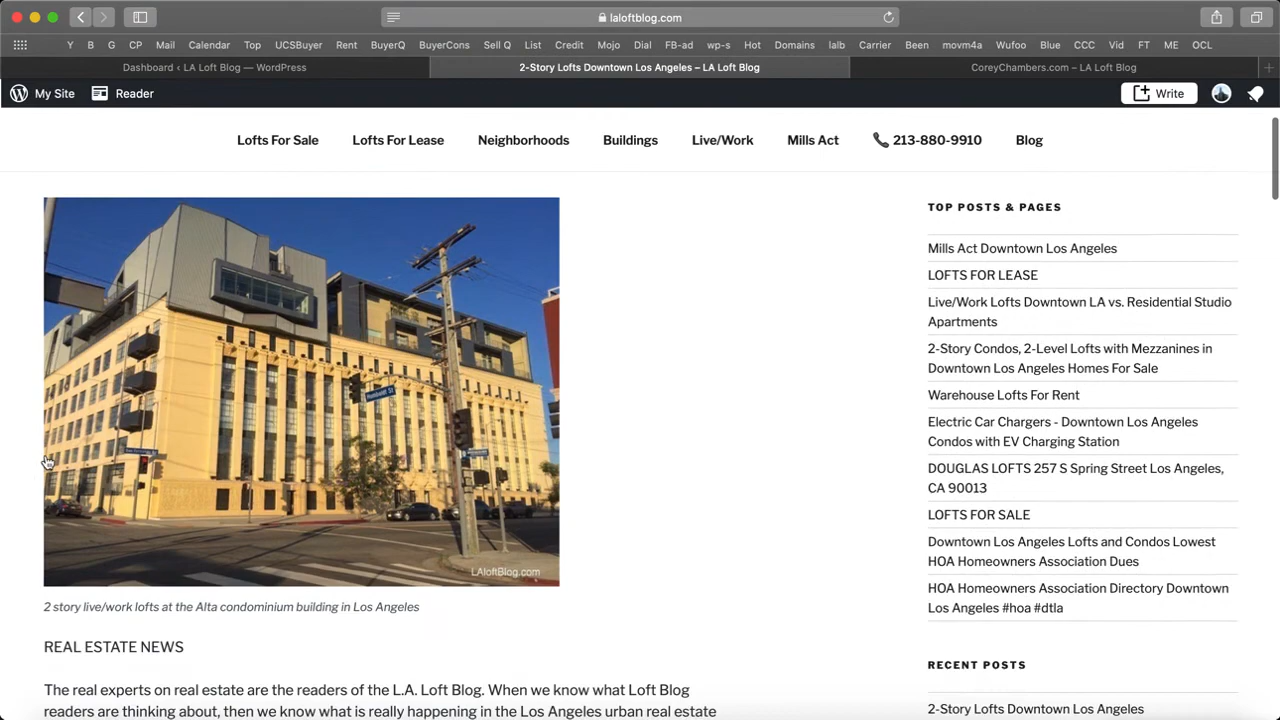 laloftblog.com
Y B G CP Mail Calendar Top UCSBuyer Rent BuyerQ BuyerCons Sell Q List Credit Mojo Dial FB-ad wp-s Hot Domains lalb Carrier Been movm4a Wufoo Blue CCC Vid FT ME OCL
Dashboard ‹ LA Loft Blog — WordPress
2-Story Lofts Downtown Los Angeles – LA Loft Blog
CoreyChambers.com – LA Loft Blog
My Site Reader Write
Lofts For Sale Lofts For Lease Neighborhoods Buildings Live/Work Mills Act 📞 213-880-9910 Blog
Humboldt St
LAloftBlog.com
2 story live/work lofts at the Alta condominium building in Los Angeles
REAL ESTATE NEWS
The real experts on real estate are the readers of the L.A. Loft Blog. When we know what Loft Blog
readers are thinking about, then we know what is really happening in the Los Angeles urban real estate
TOP POSTS & PAGES
Mills Act Downtown Los Angeles
LOFTS FOR LEASE
Live/Work Lofts Downtown LA vs. Residential Studio
Apartments
2-Story Condos, 2-Level Lofts with Mezzanines in
Downtown Los Angeles Homes For Sale
Warehouse Lofts For Rent
Electric Car Chargers - Downtown Los Angeles
Condos with EV Charging Station
DOUGLAS LOFTS 257 S Spring Street Los Angeles,
CA 90013
LOFTS FOR SALE
Downtown Los Angeles Lofts and Condos Lowest
HOA Homeowners Association Dues
HOA Homeowners Association Directory Downtown
Los Angeles #hoa #dtla
RECENT POSTS
2-Story Lofts Downtown Los Angeles